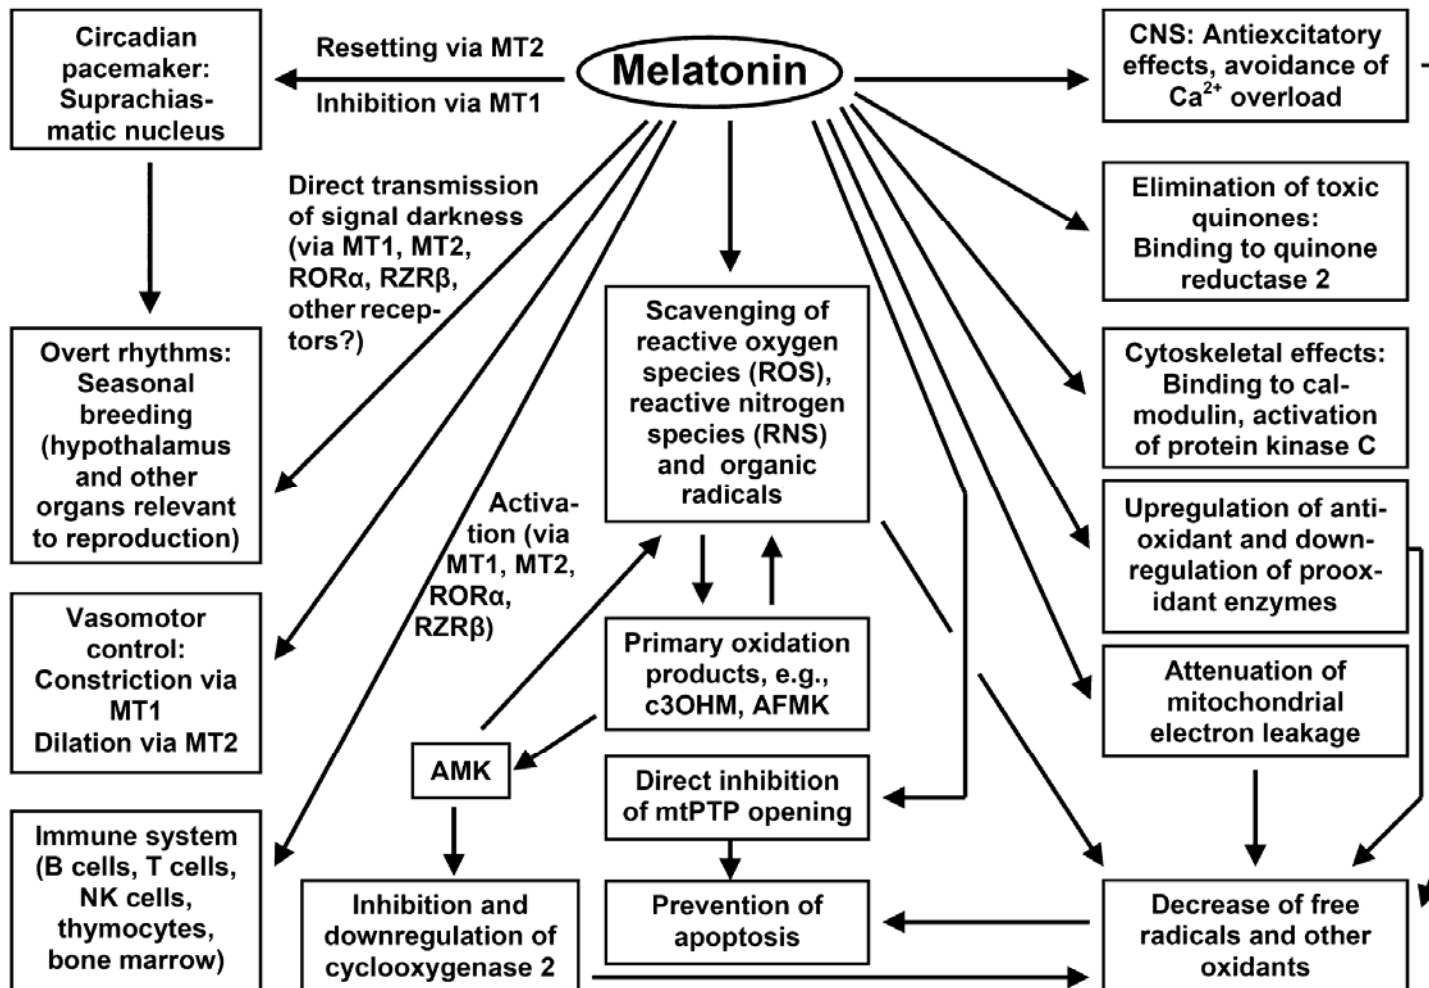 Circadian
pacemaker:
Suprachias-
matic nucleus
Resetting via MT2
Inhibition via MT1
Melatonin
CNS: Antiexcitatory
effects, avoidance of
Ca²⁺ overload
Direct transmission
of signal darkness
(via MT1, MT2,
RORα, RZRβ,
other recep-
tors?)
Elimination of toxic
quinones:
Binding to quinone
reductase 2
Overt rhythms:
Seasonal
breeding
(hypothalamus
and other
organs relevant
to reproduction)
Scavenging of
reactive oxygen
species (ROS),
reactive nitrogen
species (RNS)
and organic
radicals
Cytoskeletal effects:
Binding to cal-
modulin, activation
of protein kinase C
Activa-
tion (via
MT1, MT2,
RORα,
RZRβ)
Upregulation of anti-
oxidant and down-
regulation of proox-
idant enzymes
Vasomotor
control:
Constriction via
MT1
Dilation via MT2
Primary oxidation
products, e.g.,
c3OHM, AFMK
Attenuation of
mitochondrial
electron leakage
AMK
Direct inhibition
of mtPTP opening
Immune system
(B cells, T cells,
NK cells,
thymocytes,
bone marrow)
Inhibition and
downregulation of
cyclooxygenase 2
Prevention of
apoptosis
Decrease of free
radicals and other
oxidants